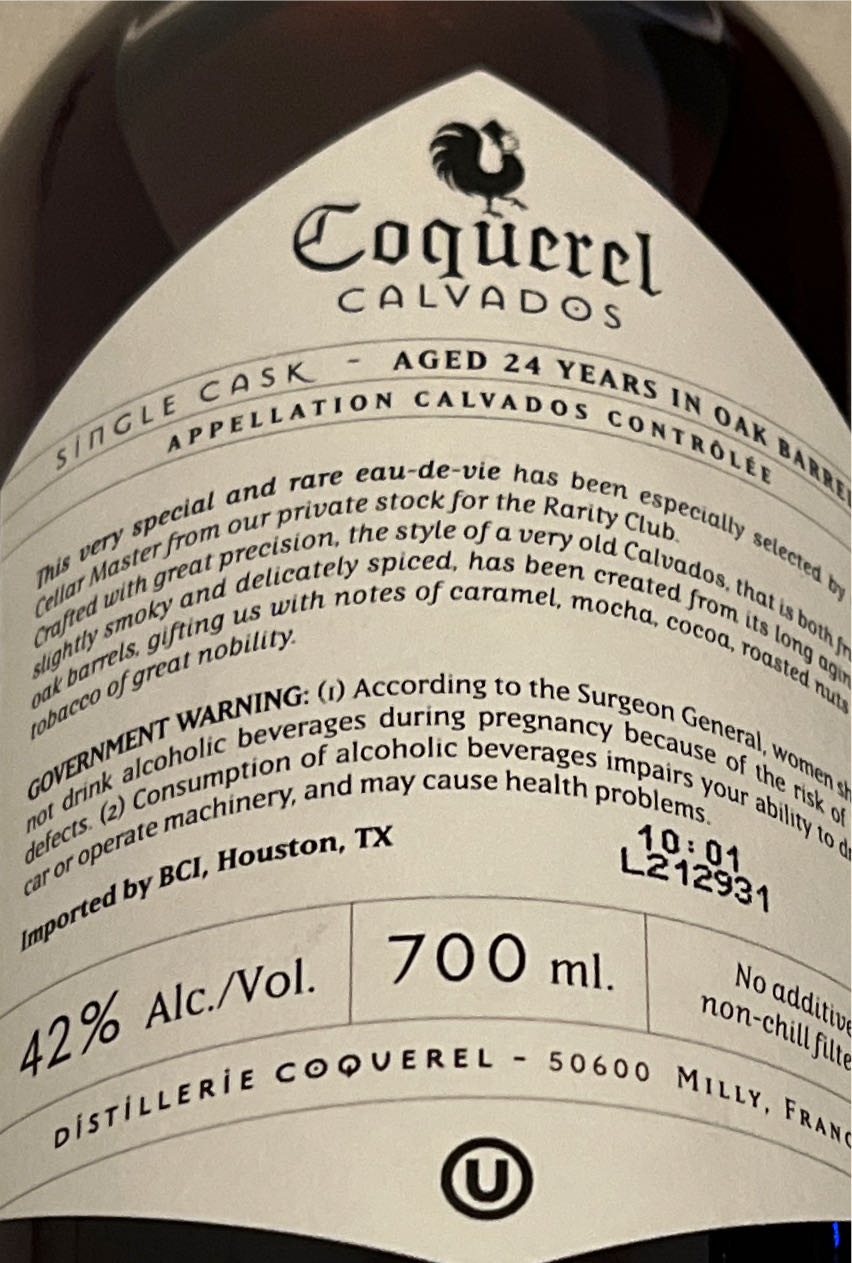 Coquerel
CALVADOS
SINGLE CASK - AGED 24 YEARS IN OAK BARREL
APPELLATION CALVADOS CONTRÔLÉE
This very special and rare eau-de-vie has been especially selected by
Cellar Master from our private stock for the Rarity Club.
Crafted with great precision, the style of a very old Calvados, that is both
slightly smoky and delicately spiced, has been created from its long
oak barrels, gifting us with notes of caramel, mocha, cocoa, roasted nuts
tobacco of great nobility.
GOVERNMENT WARNING: (1) According to the Surgeon General, women
not drink alcoholic beverages during pregnancy because of the risk of
defects. (2) Consumption of alcoholic beverages impairs your ability to
car or operate machinery, and may cause health problems.
Imported by BCI, Houston, TX
10:01
L212931
42% Alc./Vol.
700 ml.
No additive
non-chill
DISTILLERIE COQUEREL - 50600 MILLY, FRANC
U